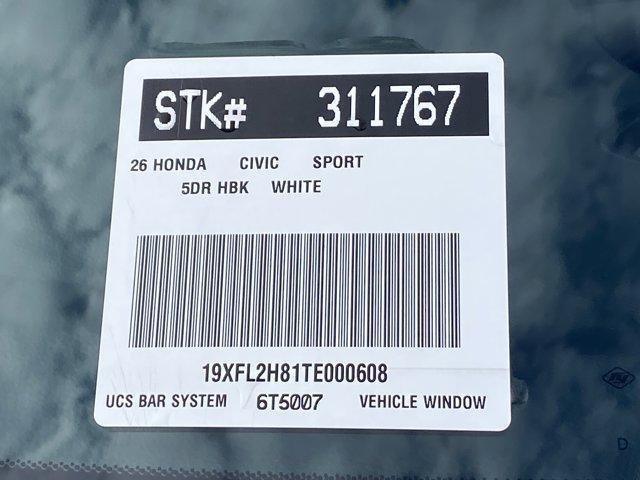 STK# 311767
26 HONDA CIVIC SPORT
5DR HBK WHITE
19XFL2H81TE000608
UCS BAR SYSTEM 6T5007 VEHICLE WINDOW
D